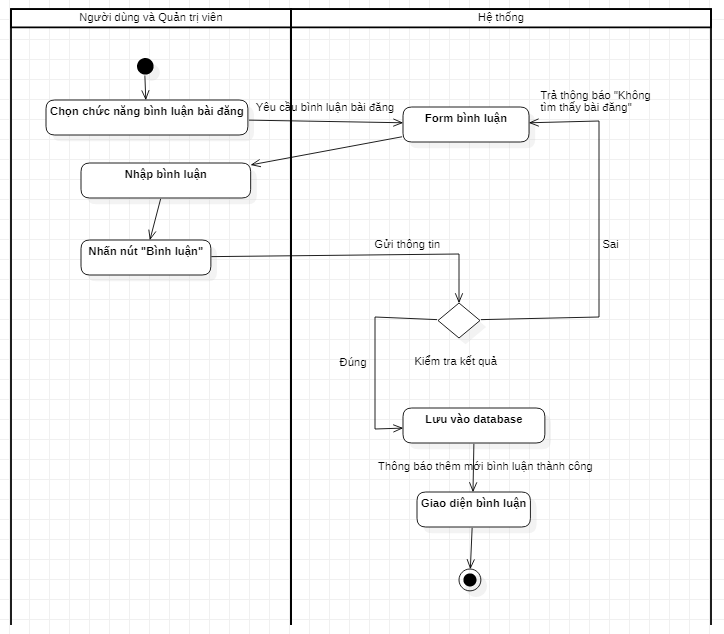 Người dùng và Quản trị viên
Hệ thống
Chọn chức năng bình luận bài đăng
Yêu cầu bình luận bài đăng
Form bình luận
Trả thông báo "Không
tìm thấy bài đăng"
Nhập bình luận
Nhấn nút "Bình luận"
Gửi thông tin
Sai
Đúng
Kiểm tra kết quả
Lưu vào database
Thông báo thêm mới bình luận thành công
Giao diện bình luận